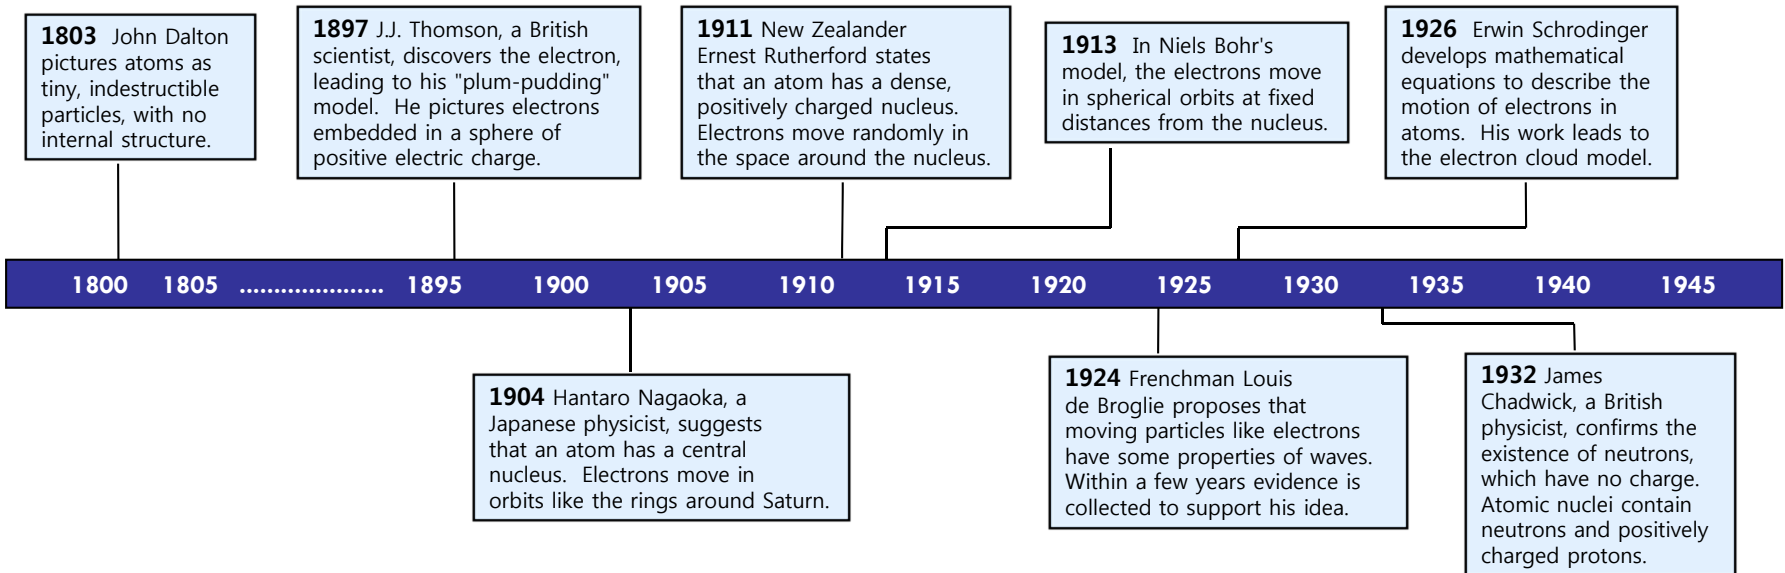 1803 John Dalton
pictures atoms as
tiny, indestructible
particles, with no
internal structure.
1897 J.J. Thomson, a British
scientist, discovers the electron,
leading to his "plum-pudding"
model. He pictures electrons
embedded in a sphere of
positive electric charge.
1911 New Zealander
Ernest Rutherford states
that an atom has a dense,
positively charged nucleus.
Electrons move randomly in
the space around the nucleus.
1913 In Niels Bohr's
model, the electrons move
in spherical orbits at fixed
distances from the nucleus.
1926 Erwin Schrodinger
develops mathematical
equations to describe the
motion of electrons in
atoms. His work leads to
the electron cloud model.
1800 1805 ..................... 1895 1900 1905 1910 1915 1920 1925 1930 1935 1940 1945
1904 Hantaro Nagaoka, a
Japanese physicist, suggests
that an atom has a central
nucleus. Electrons move in
orbits like the rings around Saturn.
1924 Frenchman Louis
de Broglie proposes that
moving particles like electrons
have some properties of waves.
Within a few years evidence is
collected to support his idea.
1932 James
Chadwick, a British
physicist, confirms the
existence of neutrons,
which have no charge.
Atomic nuclei contain
neutrons and positively
charged protons.